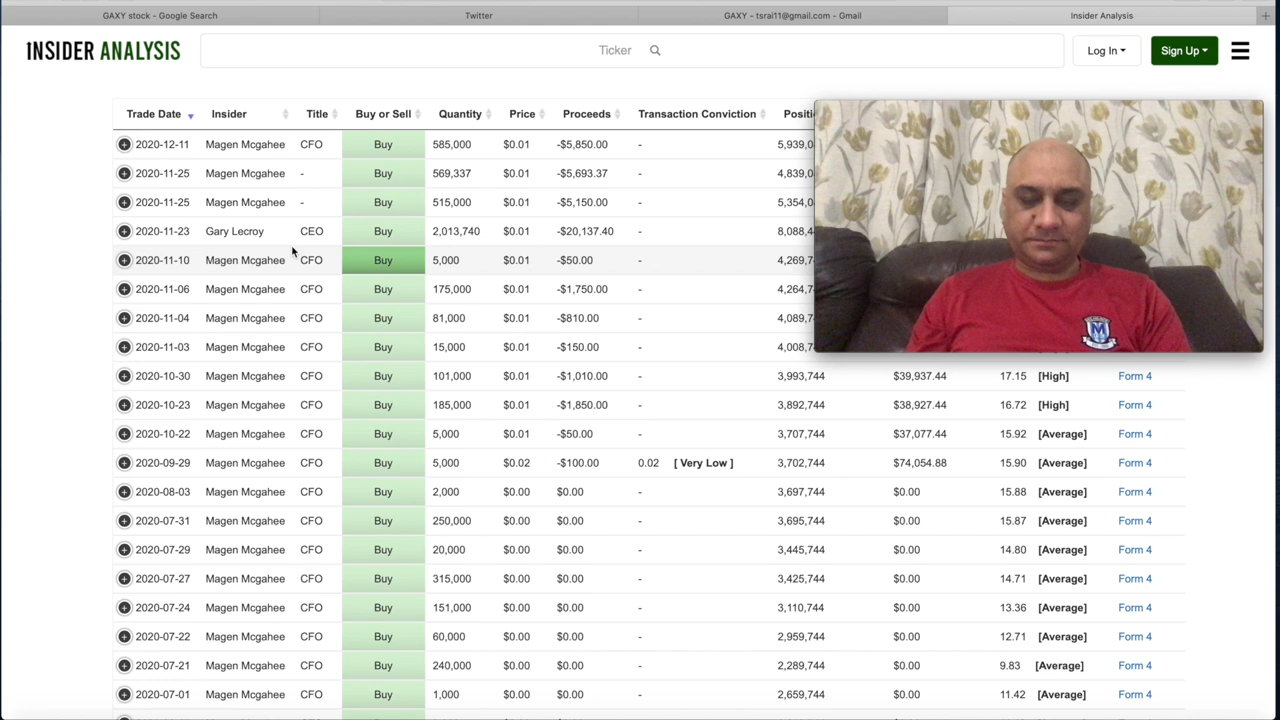 GAXY stock - Google Search Twitter GAXY - tsrai11@gmail.com - Gmail Insider Analysis
INSIDER ANALYSIS Ticker Log In Sign Up
Trade Date Insider Title Buy or Sell Quantity Price Proceeds Transaction Conviction
2020-12-11 Magen Mcgahee CFO Buy 585,000 $0.01 -$5,850.00 -
2020-11-25 Magen Mcgahee - Buy 569,337 $0.01 -$5,693.37 -
2020-11-25 Magen Mcgahee - Buy 515,000 $0.01 -$5,150.00 -
2020-11-23 Gary Lecroy CEO Buy 2,013,740 $0.01 -$20,137.40 -
2020-11-10 Magen Mcgahee CFO Buy 5,000 $0.01 -$50.00 -
2020-11-06 Magen Mcgahee CFO Buy 175,000 $0.01 -$1,750.00 -
2020-11-04 Magen Mcgahee CFO Buy 81,000 $0.01 -$810.00 -
2020-11-03 Magen Mcgahee CFO Buy 15,000 $0.01 -$150.00 -
2020-10-30 Magen Mcgahee CFO Buy 101,000 $0.01 -$1,010.00 - 3,993,744 $39,937.44 17.15 [High] Form 4
2020-10-23 Magen Mcgahee CFO Buy 185,000 $0.01 -$1,850.00 - 3,892,744 $38,927.44 16.72 [High] Form 4
2020-10-22 Magen Mcgahee CFO Buy 5,000 $0.01 -$50.00 - 3,707,744 $37,077.44 15.92 [Average] Form 4
2020-09-29 Magen Mcgahee CFO Buy 5,000 $0.02 -$100.00 0.02 [ Very Low ] 3,702,744 $74,054.88 15.90 [Average] Form 4
2020-08-03 Magen Mcgahee CFO Buy 2,000 $0.00 $0.00 - 3,697,744 $0.00 15.88 [Average] Form 4
2020-07-31 Magen Mcgahee CFO Buy 250,000 $0.00 $0.00 - 3,695,744 $0.00 15.87 [Average] Form 4
2020-07-29 Magen Mcgahee CFO Buy 20,000 $0.00 $0.00 - 3,445,744 $0.00 14.80 [Average] Form 4
2020-07-27 Magen Mcgahee CFO Buy 315,000 $0.00 $0.00 - 3,425,744 $0.00 14.71 [Average] Form 4
2020-07-24 Magen Mcgahee CFO Buy 151,000 $0.00 $0.00 - 3,110,744 $0.00 13.36 [Average] Form 4
2020-07-22 Magen Mcgahee CFO Buy 60,000 $0.00 $0.00 - 2,959,744 $0.00 12.71 [Average] Form 4
2020-07-21 Magen Mcgahee CFO Buy 240,000 $0.00 $0.00 - 2,289,744 $0.00 9.83 [Average] Form 4
2020-07-01 Magen Mcgahee CFO Buy 1,000 $0.00 $0.00 - 2,659,744 $0.00 11.42 [Average] Form 4